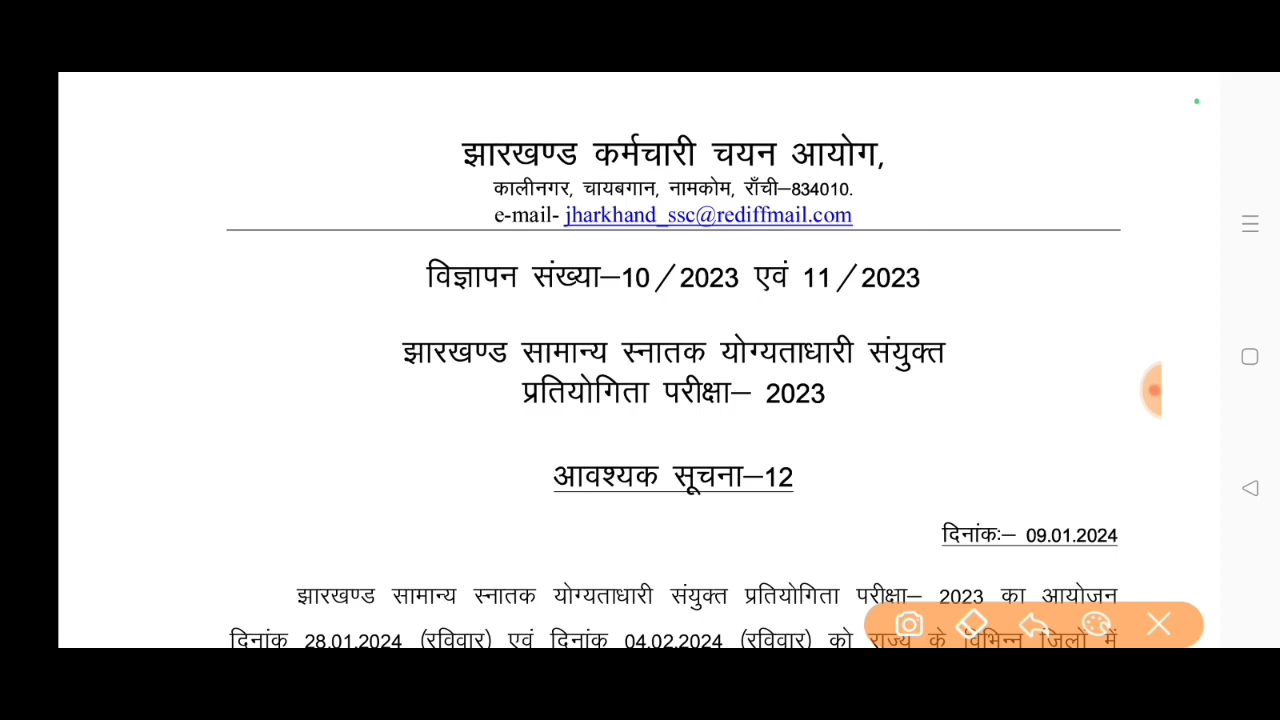 झारखण्ड कर्मचारी चयन आयोग,
कालीनगर, चायबगान, नामकोम, राँची–834010.
e-mail- jharkhand_ssc@rediffmail.com
विज्ञापन संख्या–10/2023 एवं 11/2023
झारखण्ड सामान्य स्नातक योग्यताधारी संयुक्त
प्रतियोगिता परीक्षा– 2023
आवश्यक सूचना–12
दिनांकः– 09.01.2024
झारखण्ड सामान्य स्नातक योग्यताधारी संयुक्त प्रतियोगिता परीक्षा– 2023 का आयोजन
दिनांक 28.01.2024 (रविवार) एवं दिनांक 04.02.2024 (रविवार) को राज्य के विभिन्न जिलों में